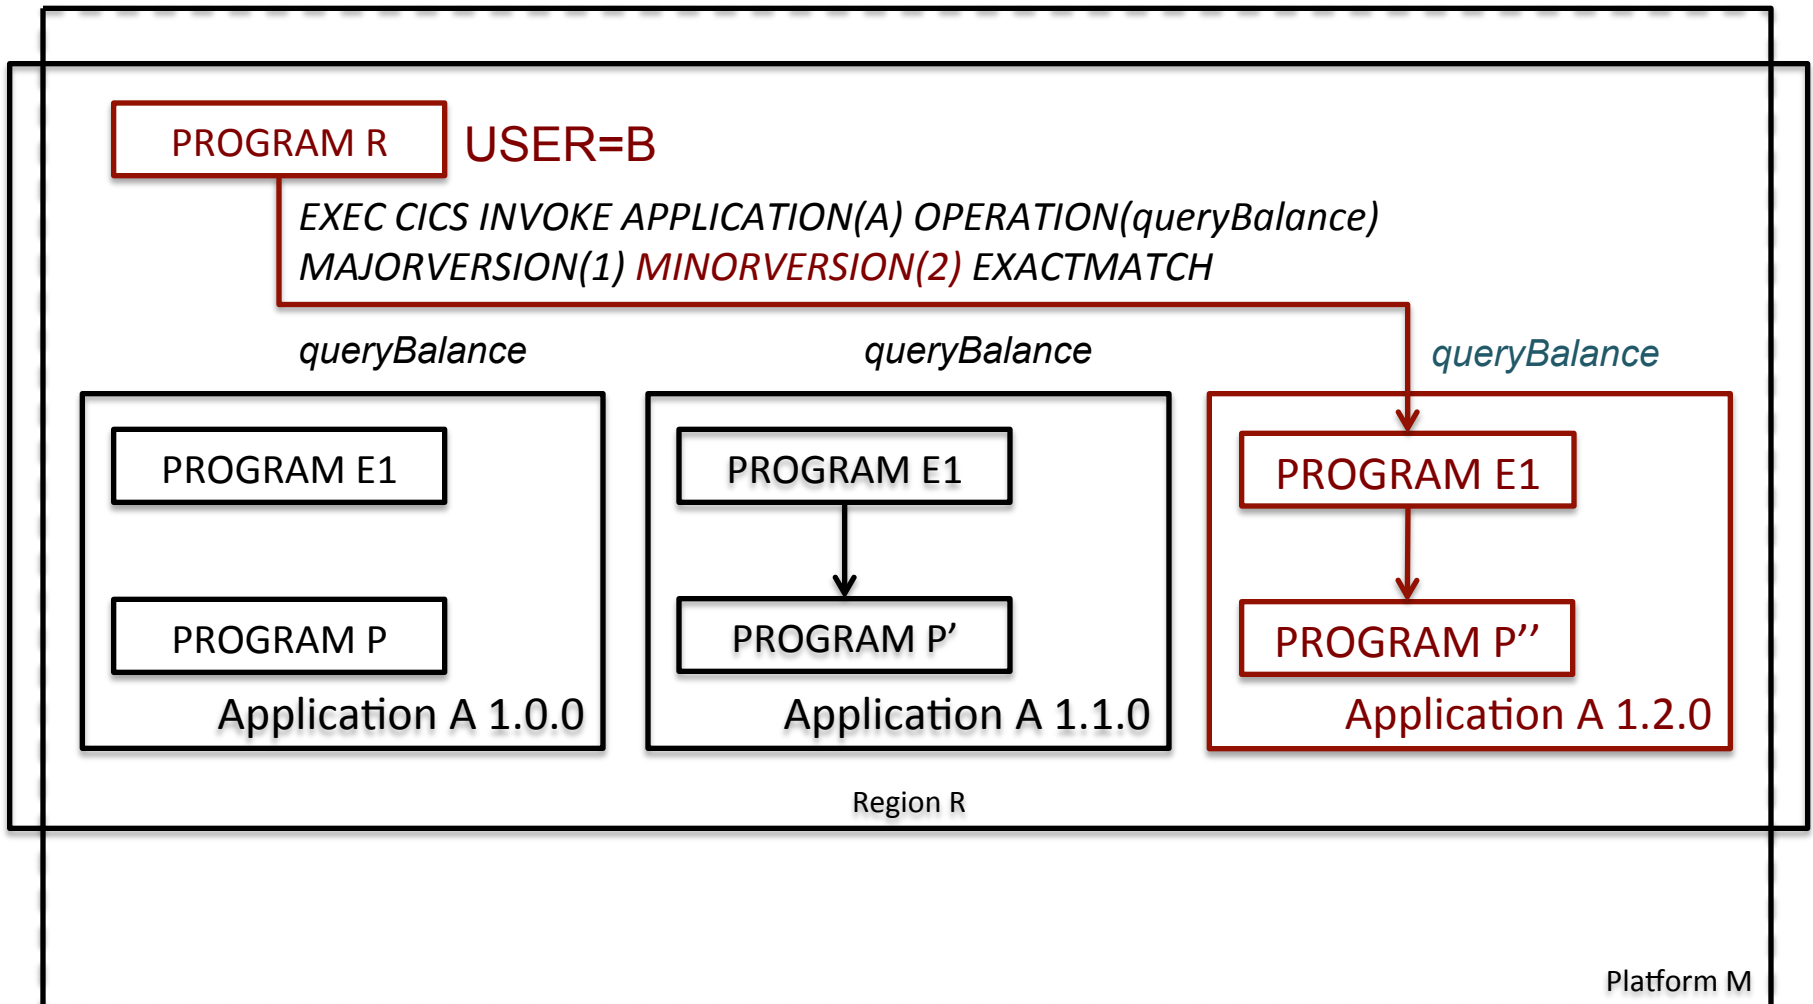 PROGRAM R
USER=B
EXEC CICS INVOKE APPLICATION(A) OPERATION(queryBalance)
MAJORVERSION(1) MINORVERSION(2) EXACTMATCH
queryBalance
queryBalance
queryBalance
PROGRAM E1
PROGRAM E1
PROGRAM E1
PROGRAM P
PROGRAM P’
PROGRAM P’’
Application A 1.0.0
Application A 1.1.0
Application A 1.2.0
Region R
Platform M